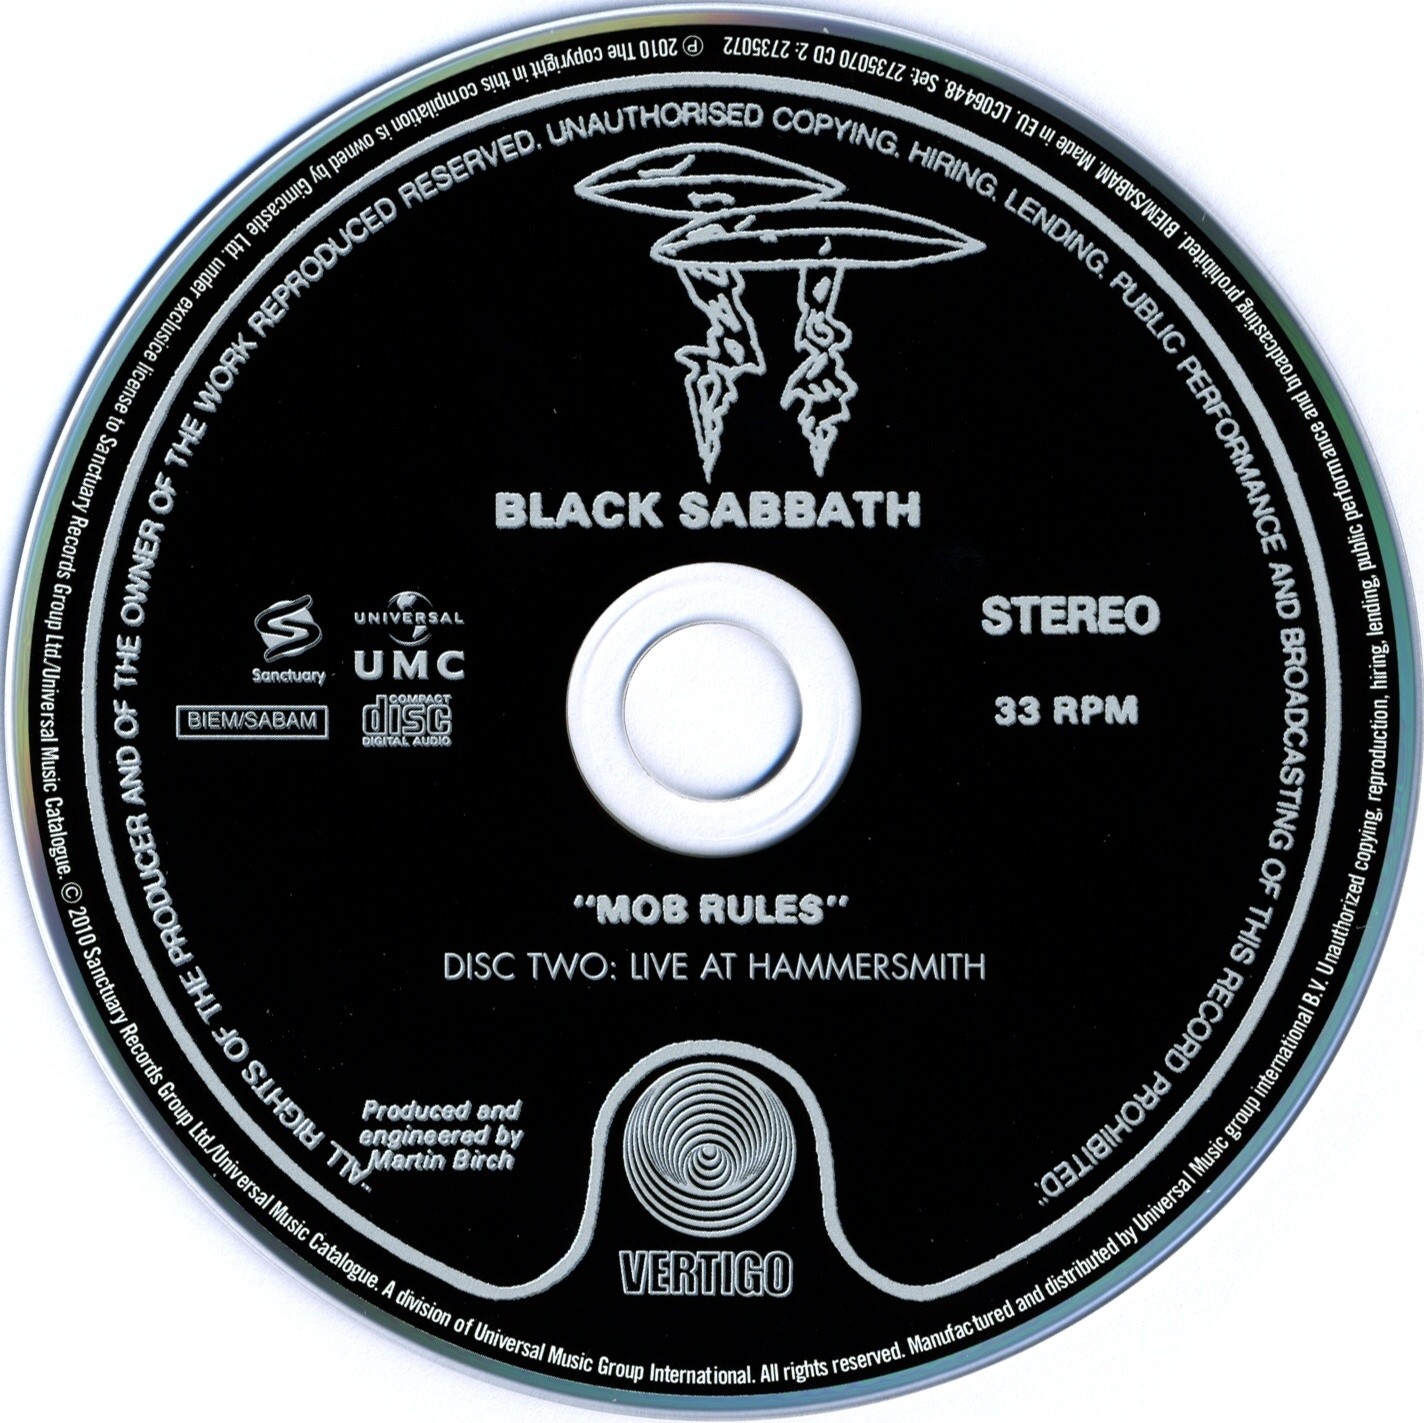 ℗ 2010 The copyright in this compilation is owned by Gimcastle Ltd. under exclusice license to Sanctuary Records Group Ltd/Universal Music Catalogue. © 2010 Sanctuary Records Group Ltd./Universal Music Catalogue. A division of Universal Music Group International. All rights reserved. Manufactured and distributed by Universal Music group international B.V. Unauthorized copying, reproduction, hiring, lending, public performance and broadcasting prohibited. BIEM/SABAM. Made in EU. LC06448. Set: 2735070 CD 2: 2735072
"ALL RIGHTS OF THE PRODUCER AND OF THE OWNER OF THE WORK REPRODUCED RESERVED. UNAUTHORISED COPYING. HIRING. LENDING. PUBLIC PERFORMANCE AND BROADCASTING OF THIS RECORD PROHIBITED."
BLACK SABBATH
Sanctuary
UNIVERSAL
UMC
BIEM/SABAM
COMPACT
disc
DIGITAL AUDIO
STEREO
33 RPM
"MOB RULES"
DISC TWO: LIVE AT HAMMERSMITH
Produced and
engineered by
Martin Birch
VERTIGO